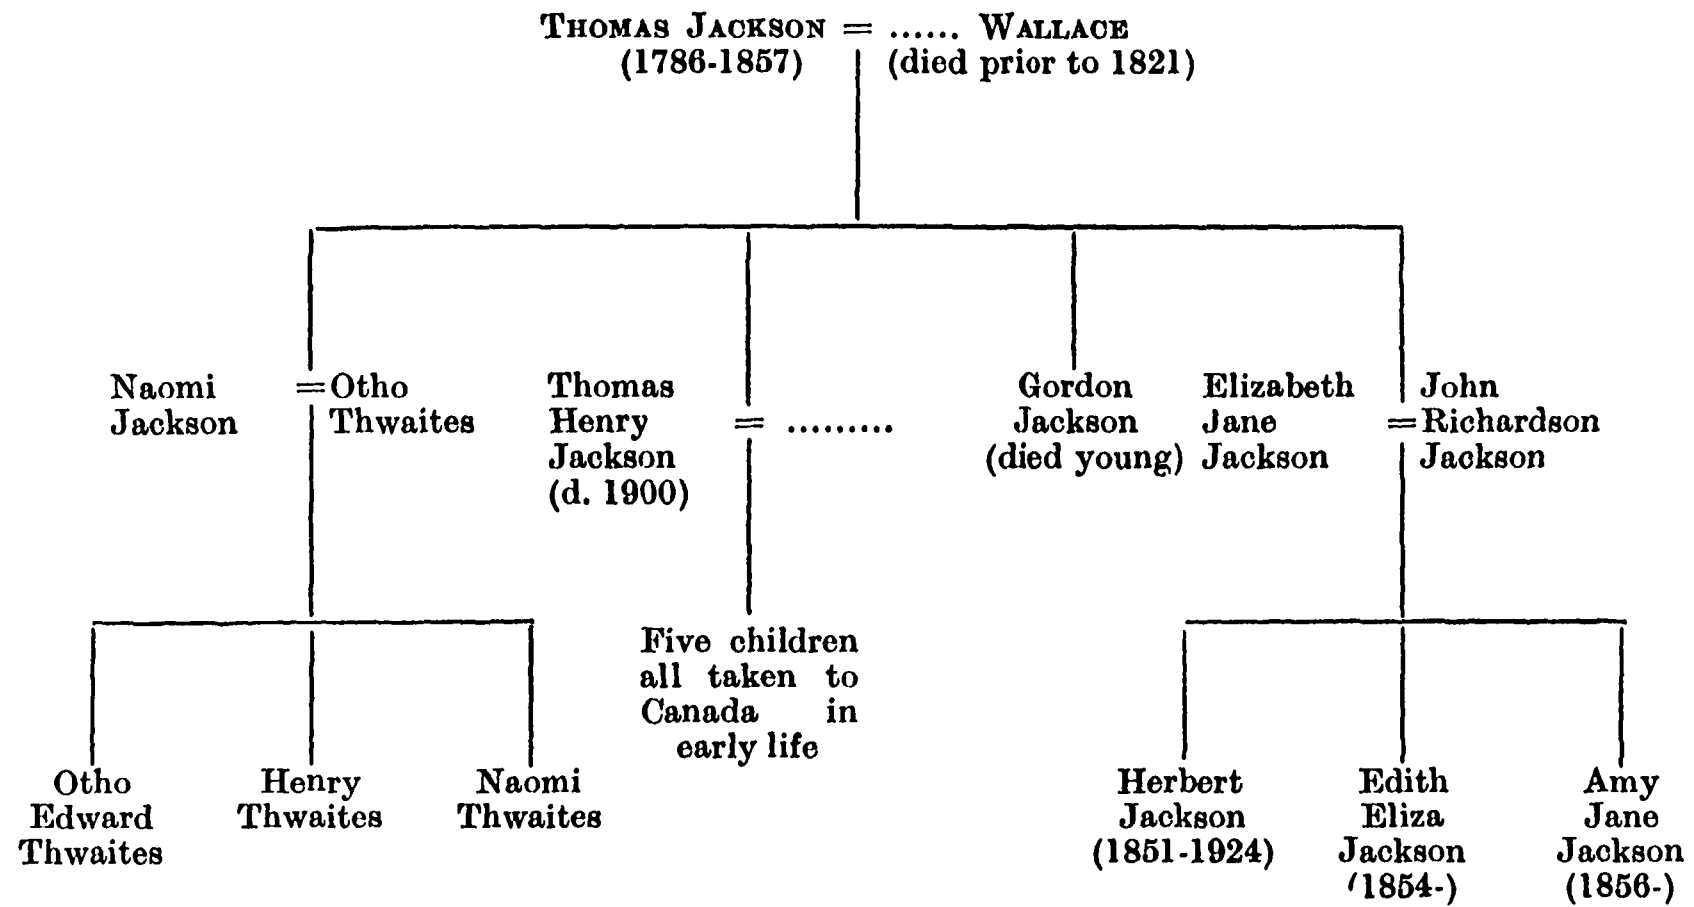 THOMAS JACKSON = ...... WALLACE
(1786-1857) (died prior to 1821)
Naomi
Jackson
=
Otho
Thwaites
Thomas
Henry
Jackson
(d. 1900)
= .........
Gordon
Jackson
(died young)
Elizabeth
Jane
Jackson
=
John
Richardson
Jackson
Otho
Edward
Thwaites
Henry
Thwaites
Naomi
Thwaites
Five children
all taken to
Canada in
early life
Herbert
Jackson
(1851-1924)
Edith
Eliza
Jackson
(1854-)
Amy
Jane
Jackson
(1856-)